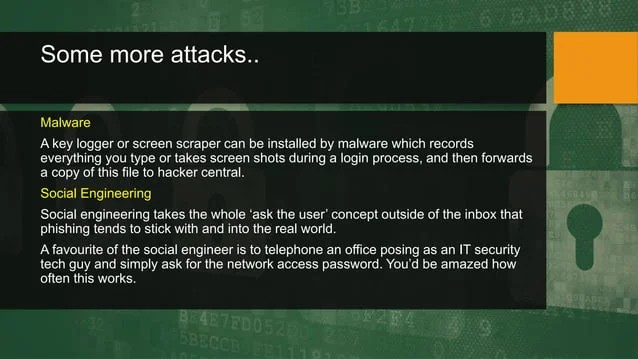 Some more attacks..
Malware
A key logger or screen scraper can be installed by malware which records
everything you type or takes screen shots during a login process, and then forwards
a copy of this file to hacker central.
Social Engineering
Social engineering takes the whole ‘ask the user’ concept outside of the inbox that
phishing tends to stick with and into the real world.
A favourite of the social engineer is to telephone an office posing as an IT security
tech guy and simply ask for the network access password. You’d be amazed how
often this works.